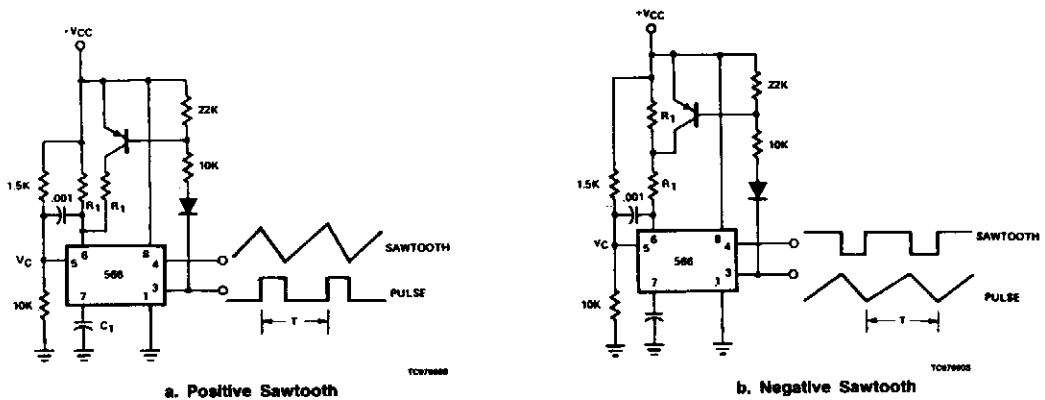 -VCC
22K
10K
1.5K
.001
R1
R1
VC
6
8
5
4
566
3
7
1
10K
C1
SAWTOOTH
PULSE
T
a. Positive Sawtooth
+VCC
22K
R1
10K
1.5K
R1
.001
VC
6
8
5
4
566
3
7
1
10K
SAWTOOTH
PULSE
T
b. Negative Sawtooth